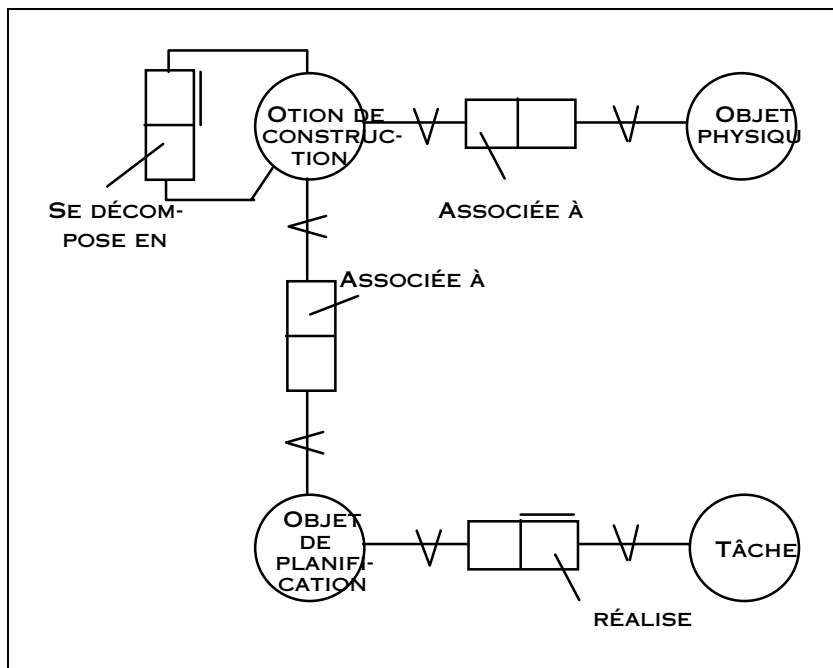 OTION DE
CONSTRUC-
TION
OBJET
PHYSIQU
SE DÉCOM-
POSE EN
ASSOCIÉE À
ASSOCIÉE À
OBJET
DE
PLANIFI-
CATION
TÂCHE
RÉALISE